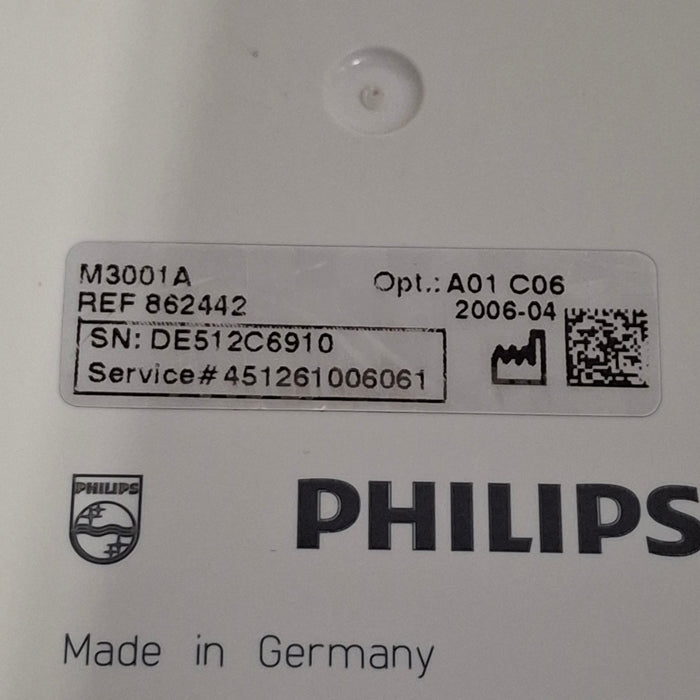 M3001A Opt.: A01 C06
REF 862442 2006-04
SN: DE512C6910
Service# 451261006061
PHILIPS
PHILIPS
Made in Germany